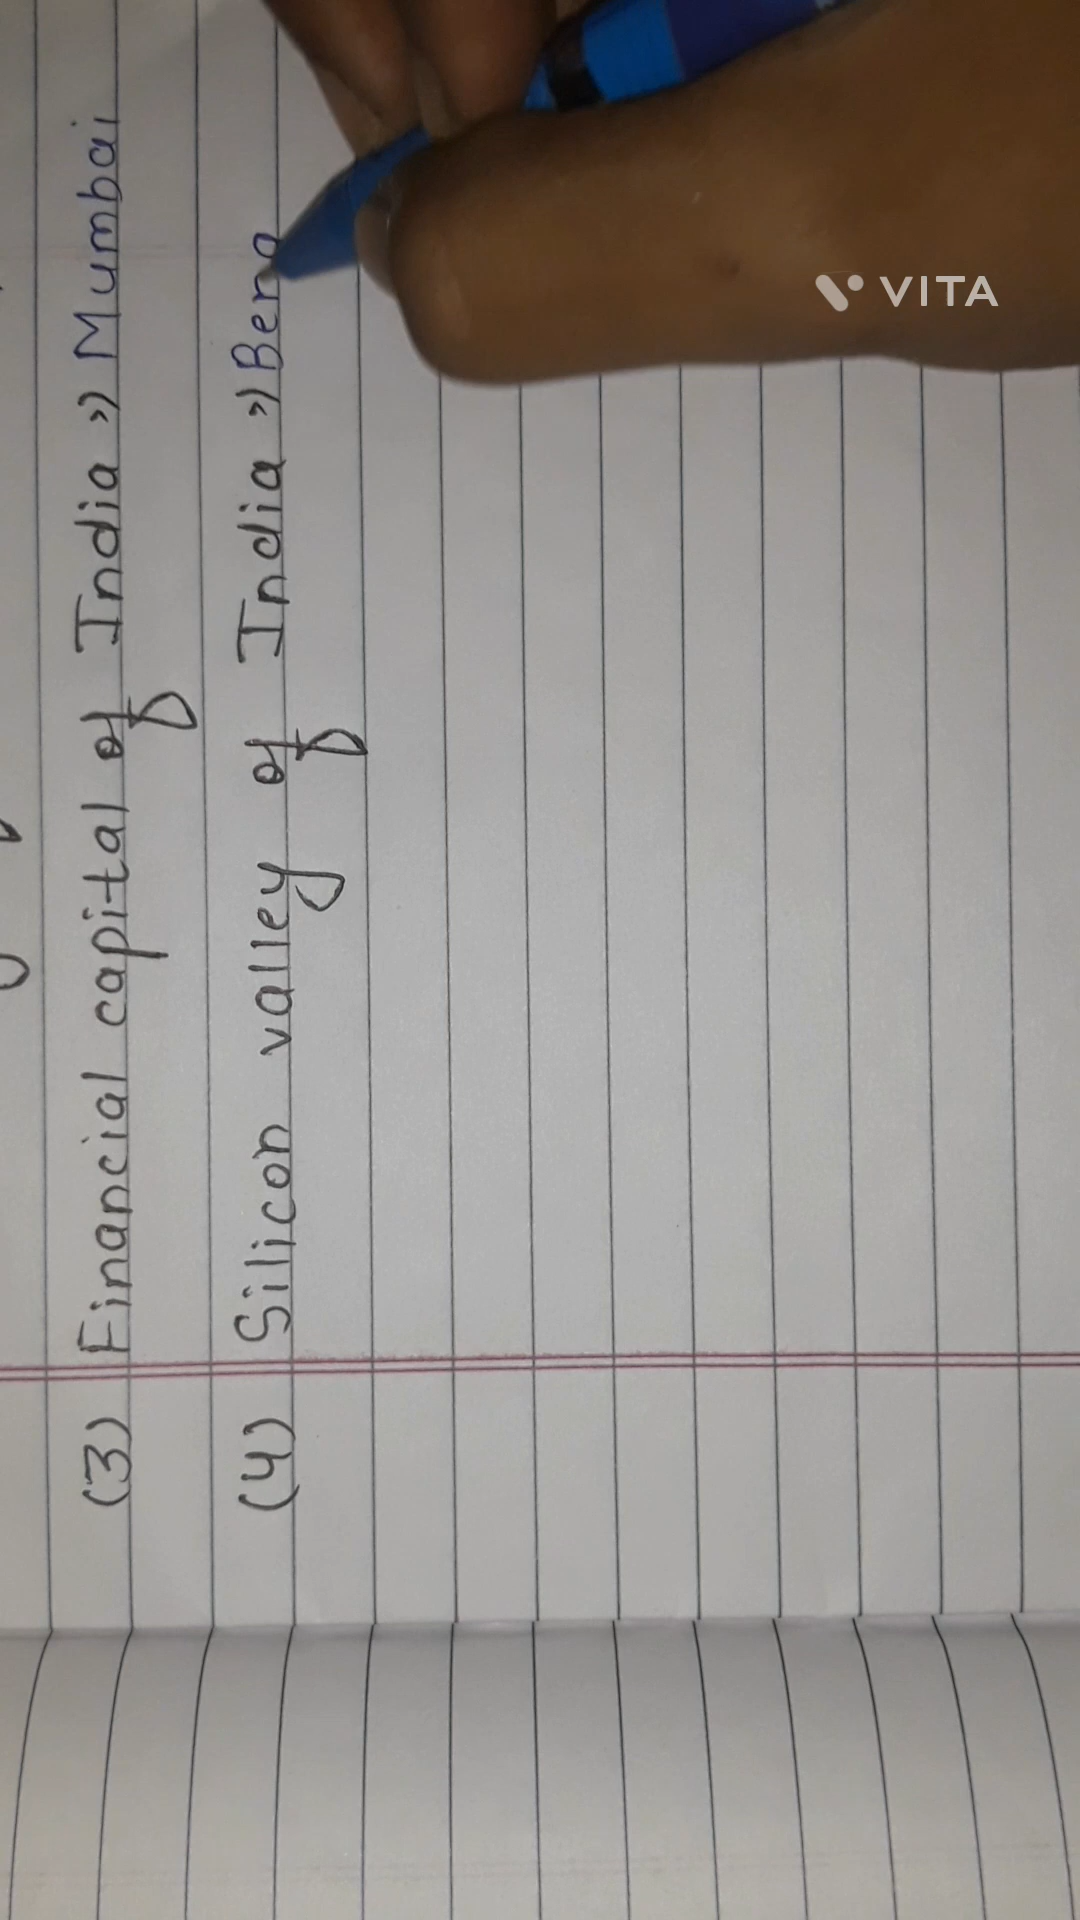 (3) Financial capital of India » Mumbai
(4) Silicon valley of India » Beng
VITA